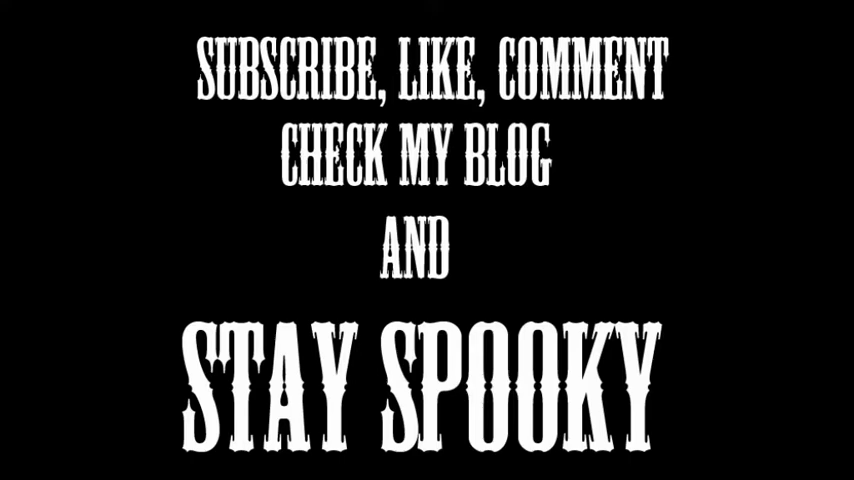 SUBSCRIBE, LIKE, COMMENT
CHECK MY BLOG
AND
STAY SPOOKY